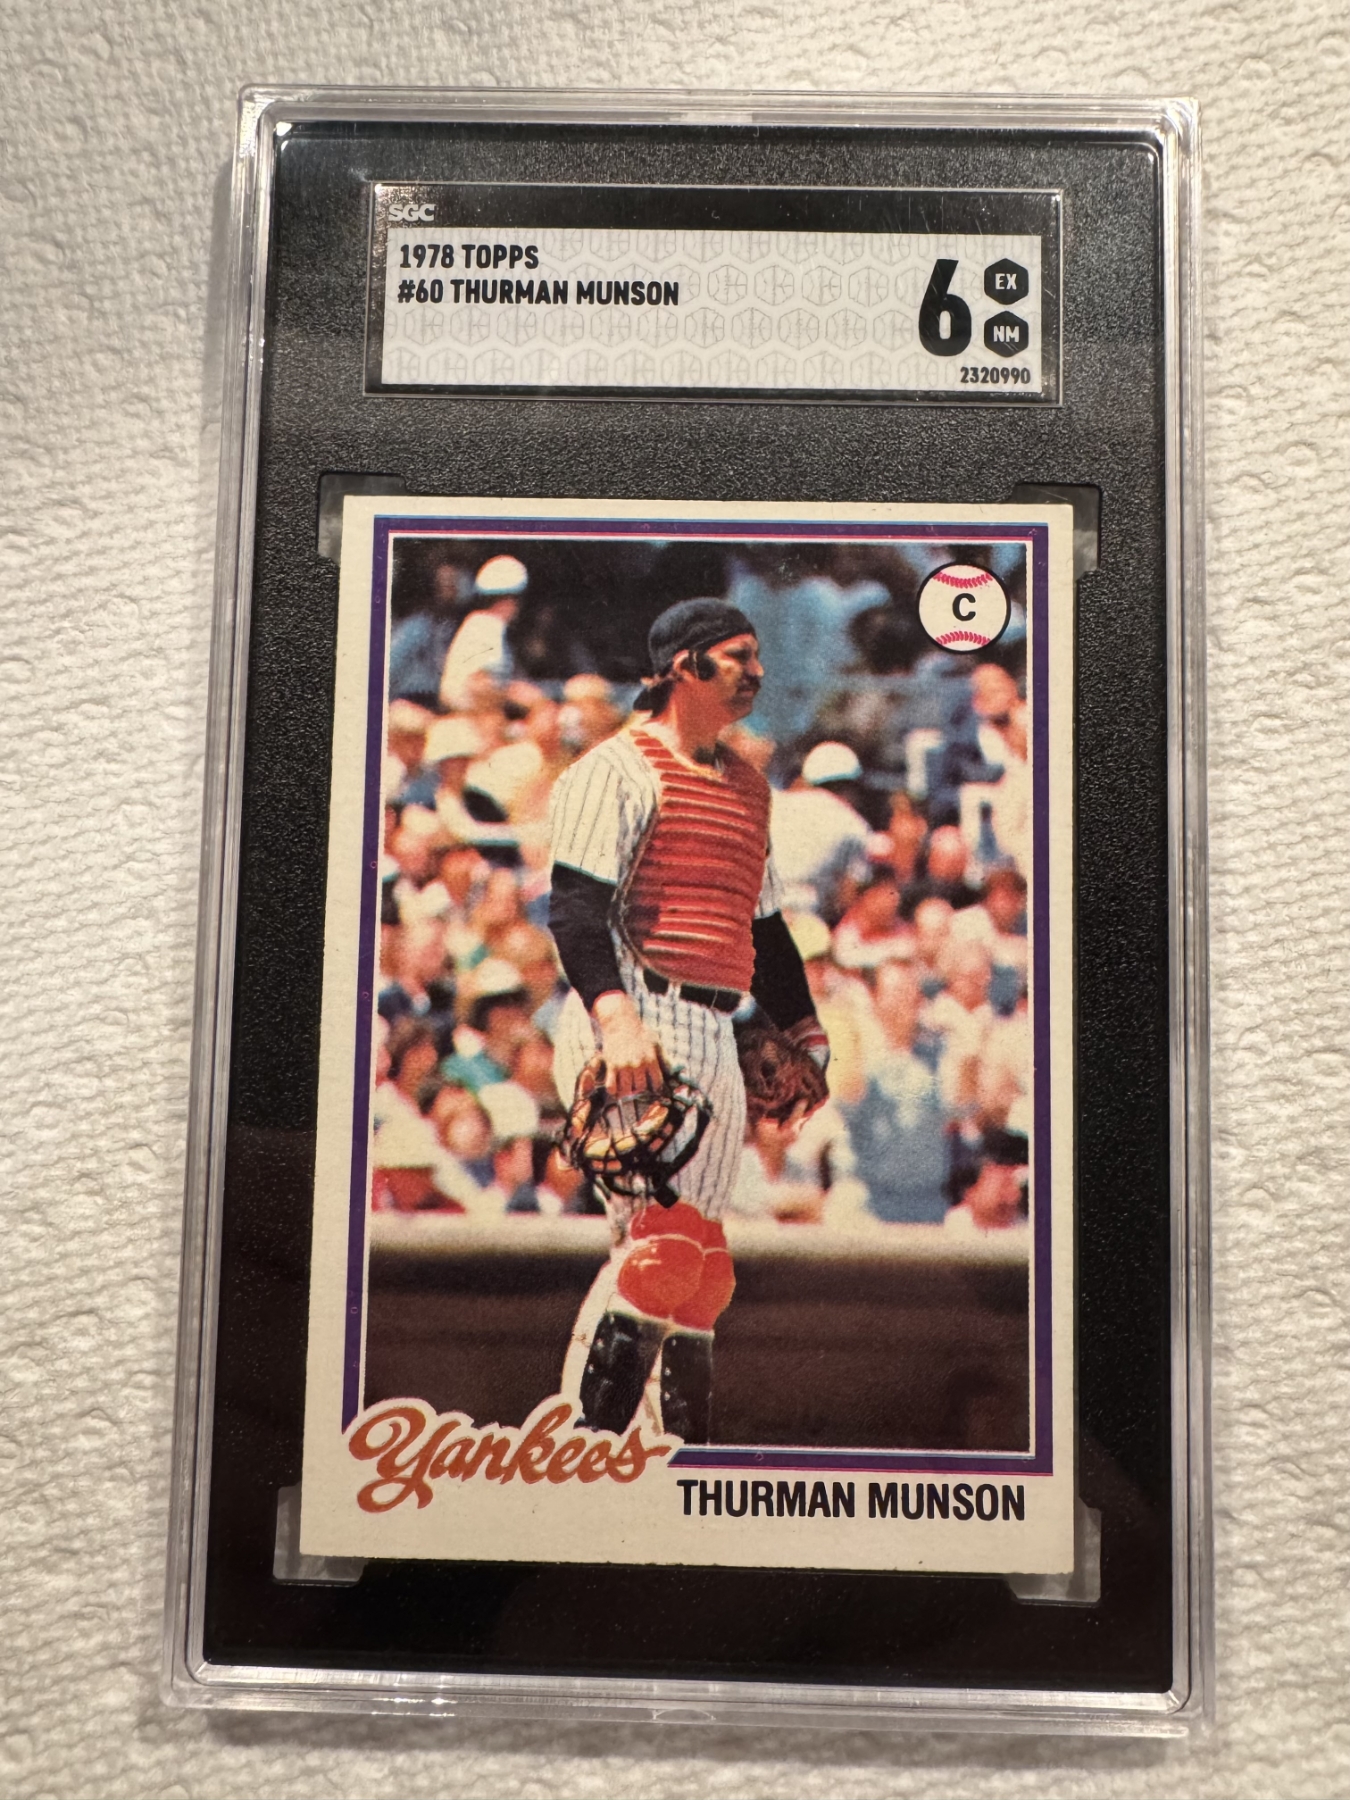 SGC
1978 TOPPS
#60 THURMAN MUNSON
6
EX
NM
2320990
C
Yankees
THURMAN MUNSON